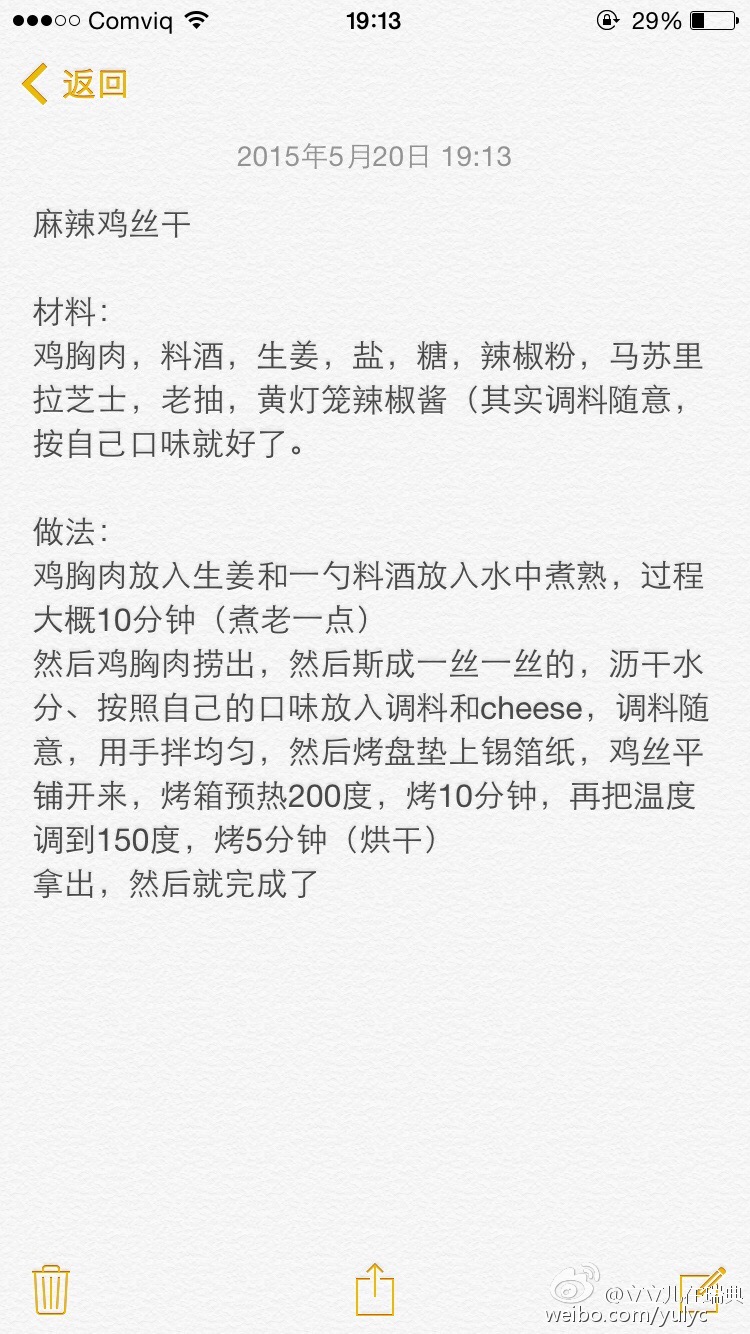 Comviq 19:13 29%
返回
2015年5月20日 19:13
麻辣鸡丝干
材料：
鸡胸肉，料酒，生姜，盐，糖，辣椒粉，马苏里
拉芝士，老抽，黄灯笼辣椒酱（其实调料随意，
按自己口味就好了。
做法：
鸡胸肉放入生姜和一勺料酒放入水中煮熟，过程
大概10分钟（煮老一点）
然后鸡胸肉捞出，然后斯成一丝一丝的，沥干水
分、按照自己的口味放入调料和cheese，调料随
意，用手拌均匀，然后烤盘垫上锡箔纸，鸡丝平
铺开来，烤箱预热200度，烤10分钟，再把温度
调到150度，烤5分钟（烘干）
拿出，然后就完成了
@立立儿在瑞典
weibo.com/yulyc